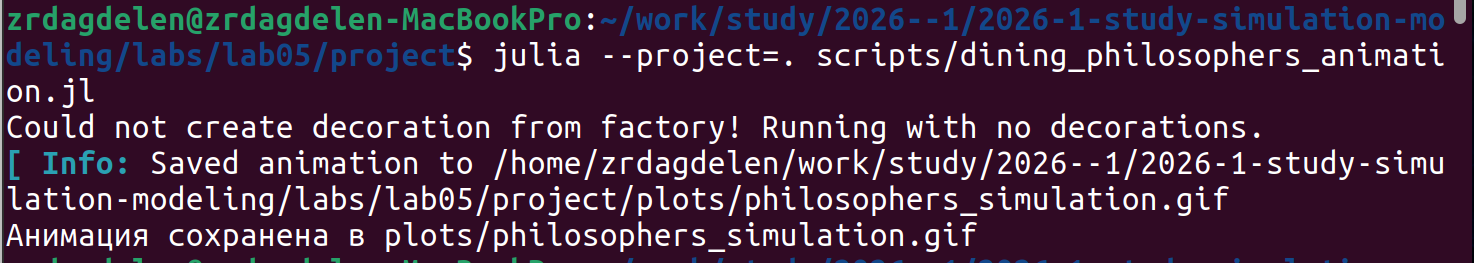 zrdagdelen@zrdagdelen-MacBookPro:~/work/study/2026--1/2026-1-study-simulation-mo
deling/labs/lab05/project$ julia --project=. scripts/dining_philosophers_animati
on.jl
Could not create decoration from factory! Running with no decorations.
[ Info: Saved animation to /home/zrdagdelen/work/study/2026--1/2026-1-study-simu
lation-modeling/labs/lab05/project/plots/philosophers_simulation.gif
Анимация сохранена в plots/philosophers_simulation.gif